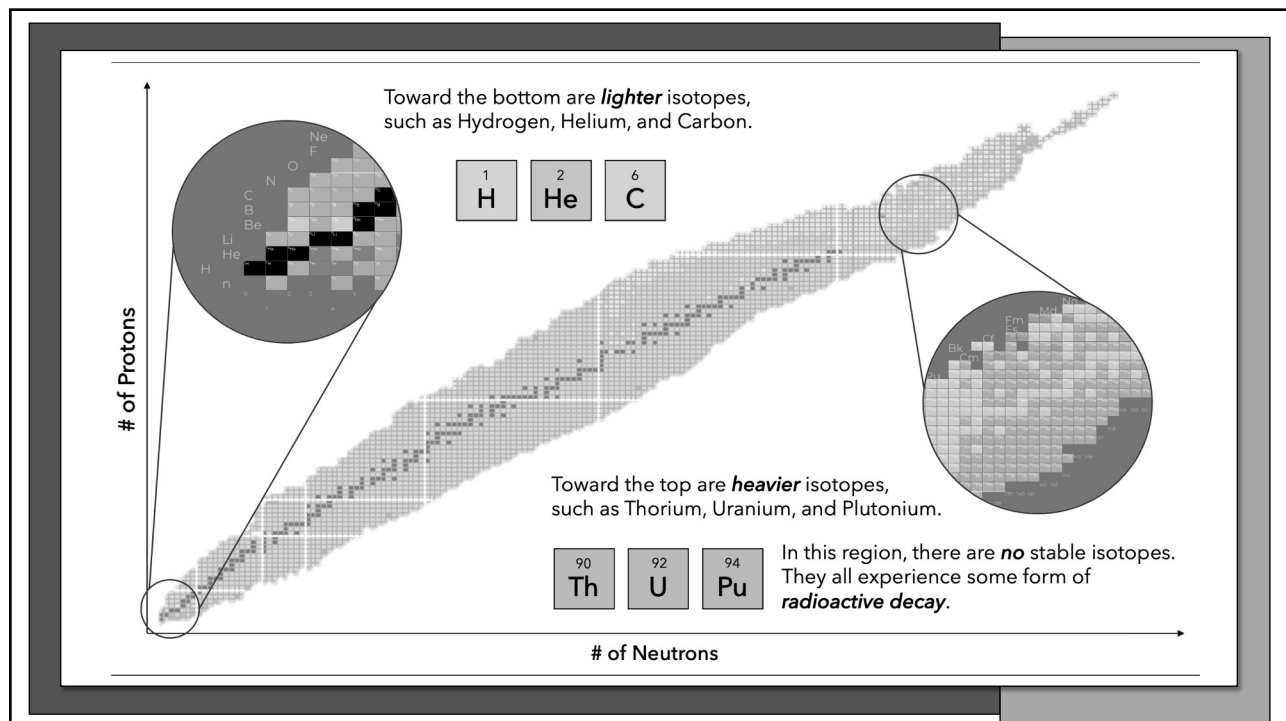 Toward the bottom are lighter isotopes,
such as Hydrogen, Helium, and Carbon.
1
H
2
He
6
C
Ne
F
O
N
C
B
Be
Li
He
H
n
# of Protons
No
Md
Fm
Es
Cf
Bk
Cm
Pu
Toward the top are heavier isotopes,
such as Thorium, Uranium, and Plutonium.
90
Th
92
U
94
Pu
In this region, there are no stable isotopes.
They all experience some form of
radioactive decay.
# of Neutrons